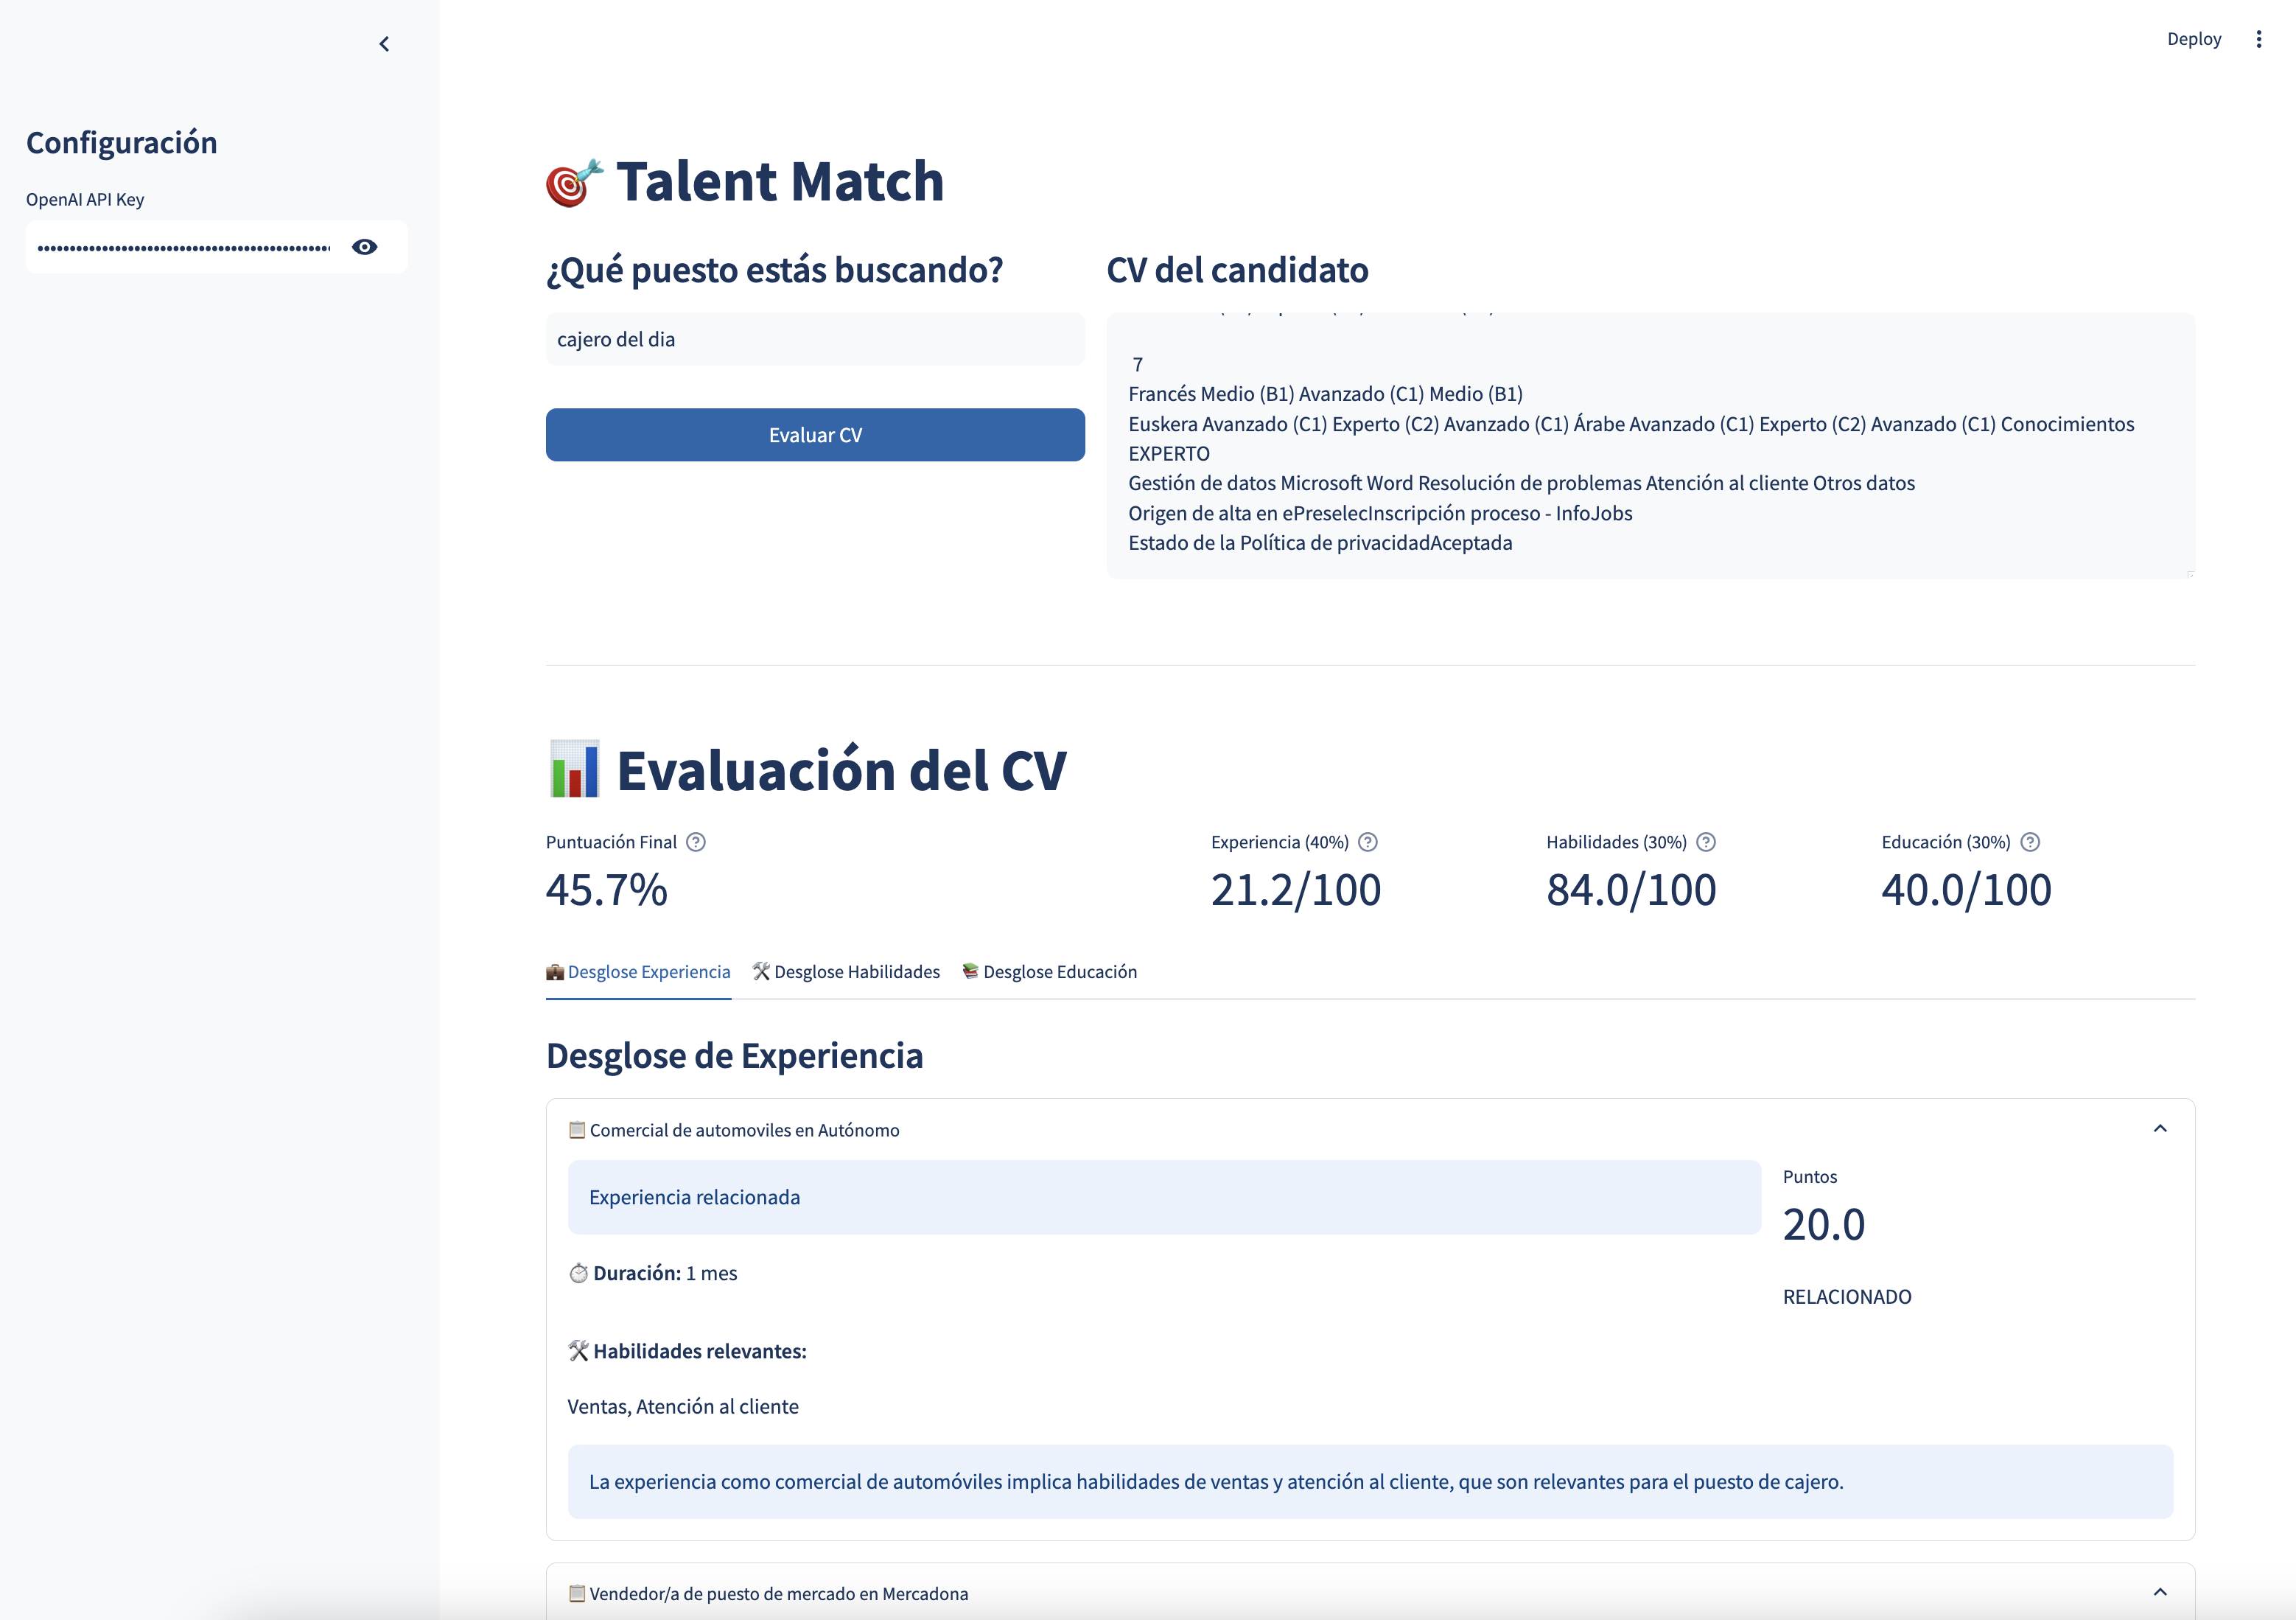 Deploy
Configuración
OpenAI API Key
Talent Match
¿Qué puesto estás buscando?
cajero del dia
Evaluar CV
CV del candidato
7
Francés Medio (B1) Avanzado (C1) Medio (B1)
Euskera Avanzado (C1) Experto (C2) Avanzado (C1) Árabe Avanzado (C1) Experto (C2) Avanzado (C1) Conocimientos
EXPERTO
Gestión de datos Microsoft Word Resolución de problemas Atención al cliente Otros datos
Origen de alta en ePreselecInscripción proceso - InfoJobs
Estado de la Política de privacidadAceptada
Evaluación del CV
Puntuación Final
45.7%
Experiencia (40%)
21.2/100
Habilidades (30%)
84.0/100
Educación (30%)
40.0/100
Desglose Experiencia
Desglose Habilidades
Desglose Educación
Desglose de Experiencia
Comercial de automoviles en Autónomo
Experiencia relacionada
Puntos
20.0
RELACIONADO
Duración: 1 mes
Habilidades relevantes:
Ventas, Atención al cliente
La experiencia como comercial de automóviles implica habilidades de ventas y atención al cliente, que son relevantes para el puesto de cajero.
Vendedor/a de puesto de mercado en Mercadona